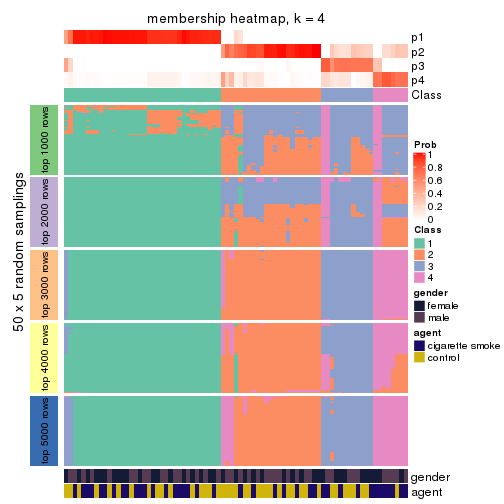 membership heatmap, k = 4
p1
p2
p3
p4
Class
50 x 5 random samplings
top 1000 rows
top 2000 rows
top 3000 rows
top 4000 rows
top 5000 rows
gender
agent
Prob
1
0.8
0.6
0.4
0.2
0
Class
1
2
3
4
gender
female
male
agent
cigarette smoke
control